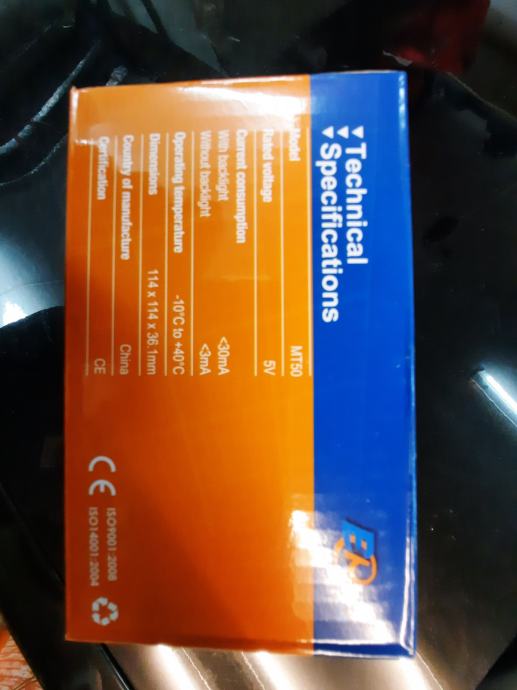 Technical
Specifications
Model MT50
Rated voltage 5V
Current consumption
With backlight <30mA
Without backlight <3mA
Operating temperature -10°C to +40°C
Dimensions 114 x 114 x 36.1mm
Country of manufacture China
Certification CE
CE ISO9001:2008
ISO14001:2004